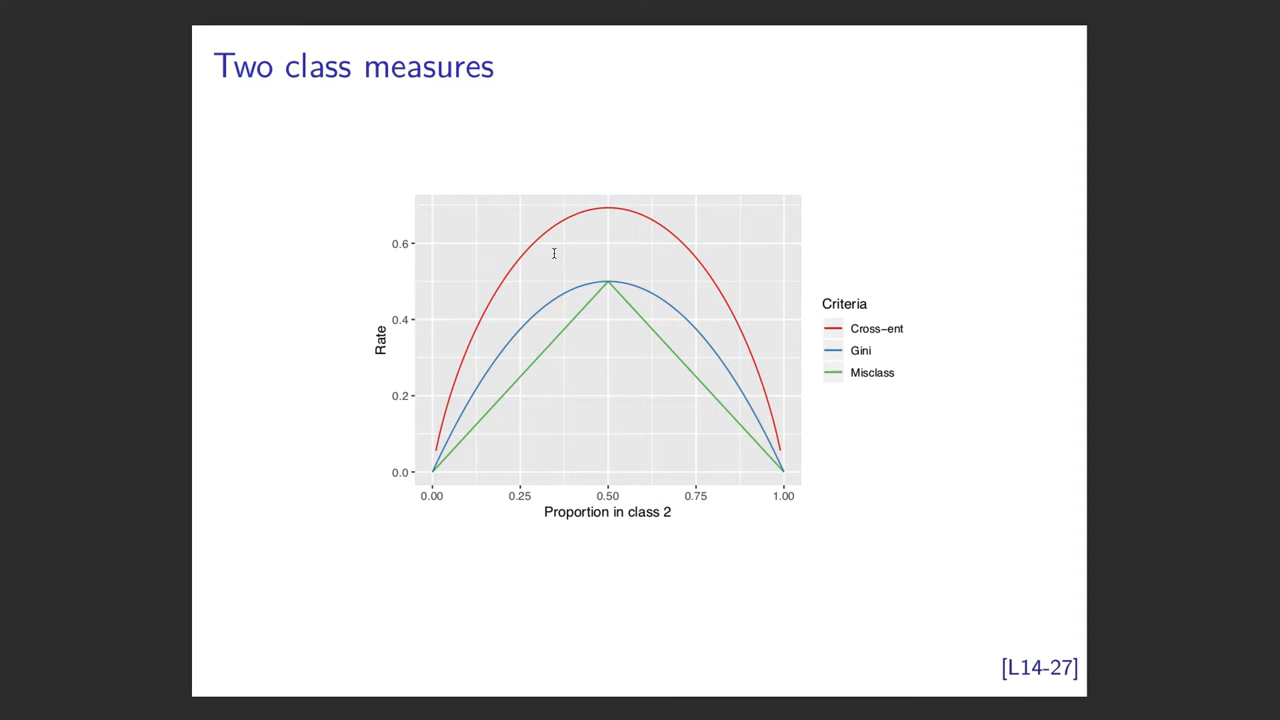 Two class measures
Rate
0.6
0.4
0.2
0.0
0.00 0.25 0.50 0.75 1.00
Proportion in class 2
Criteria
Cross−ent
Gini
Misclass
[L14-27]